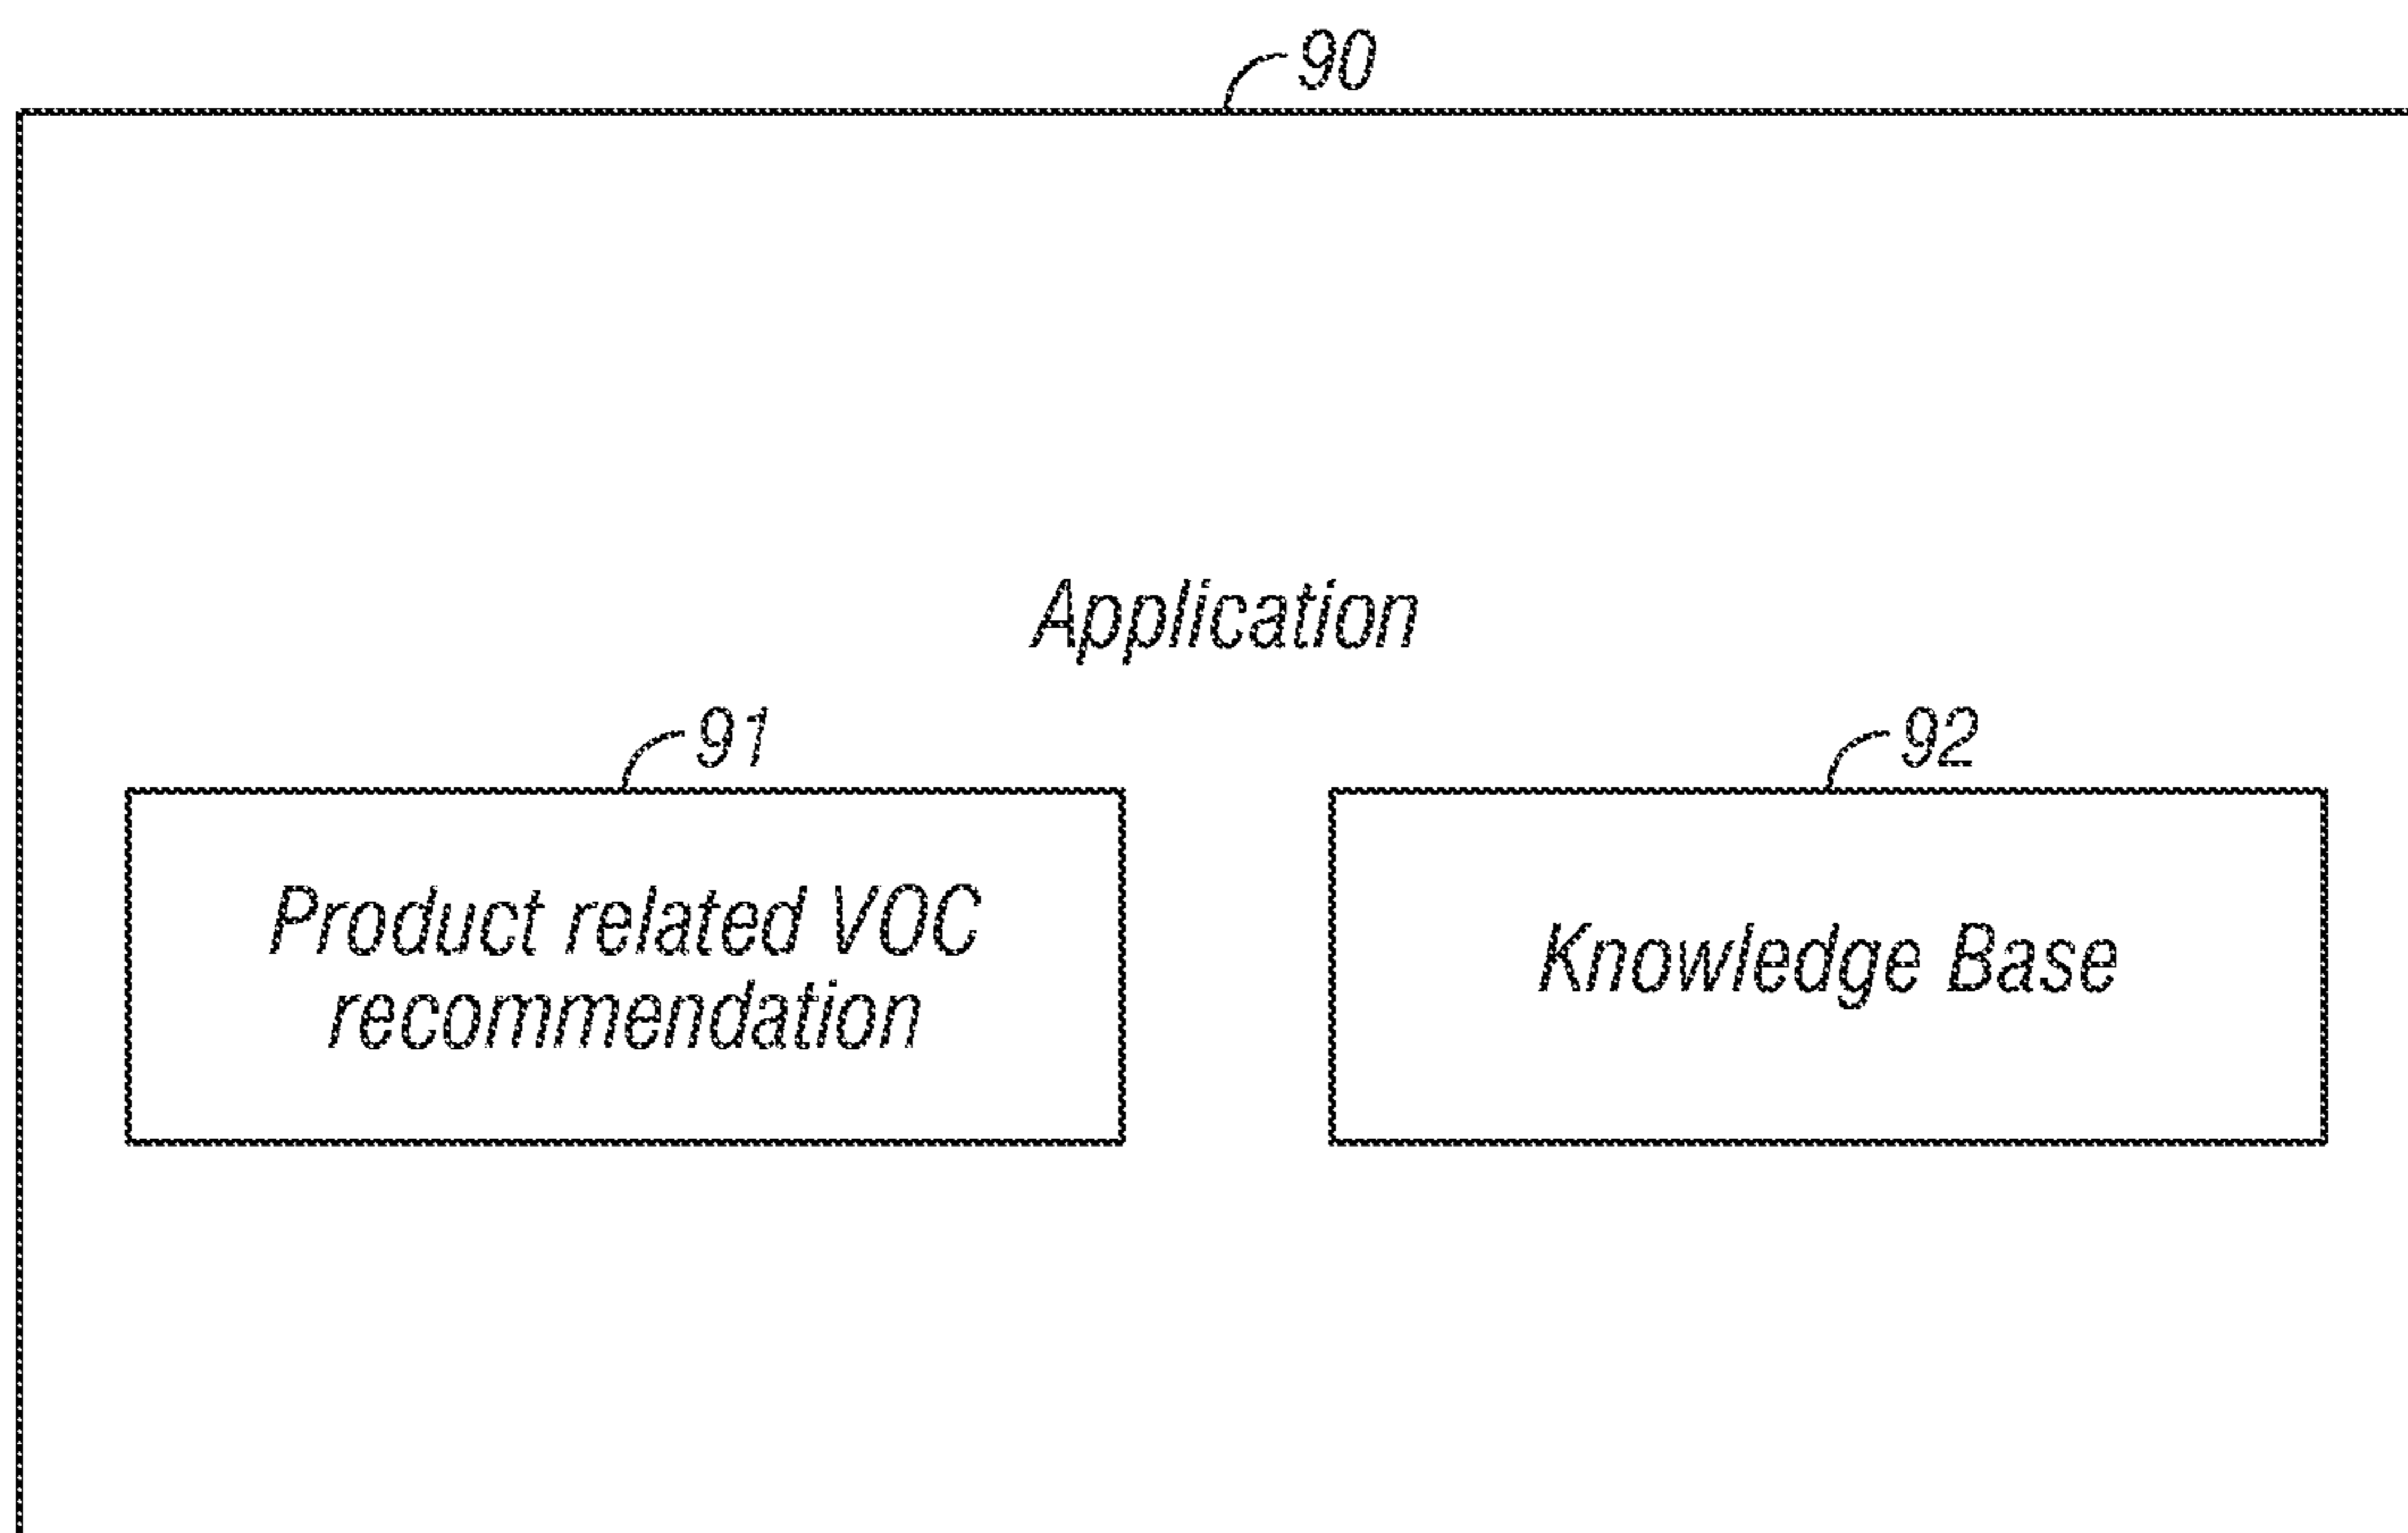 90
Application
91
92
Product related VOC
recommendation
Knowledge Base